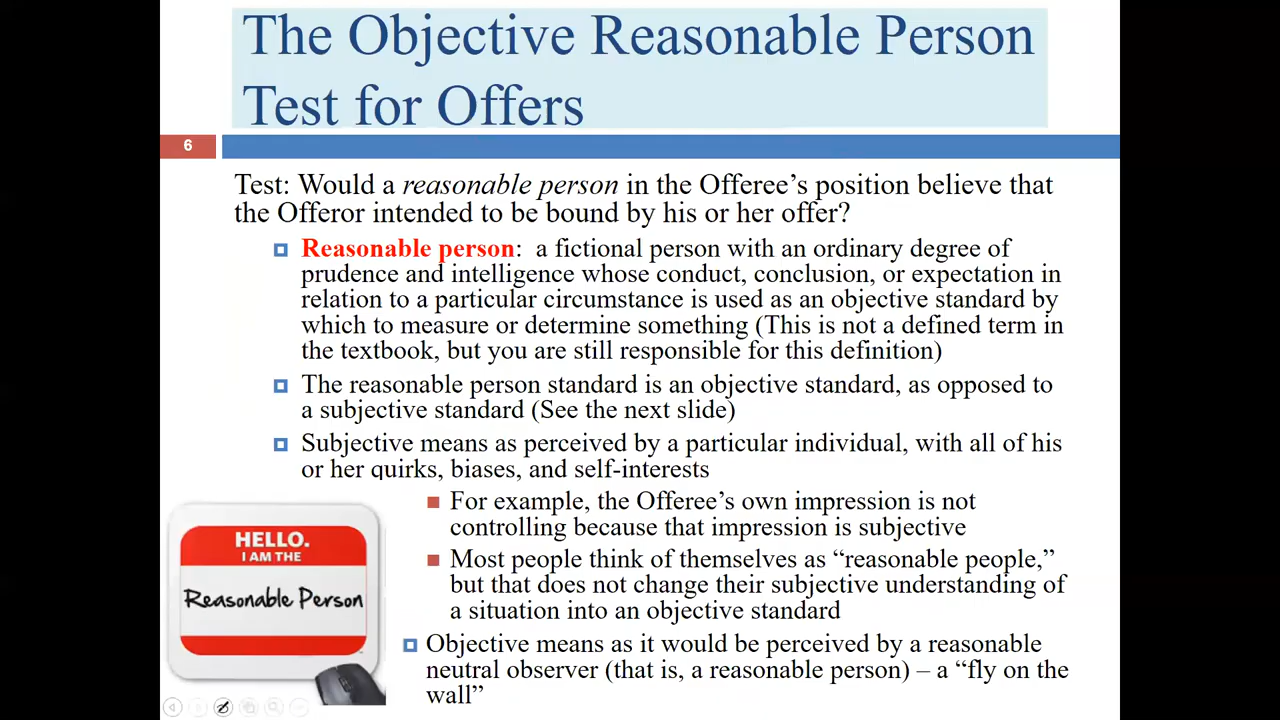 The Objective Reasonable Person
Test for Offers
6
Test: Would a reasonable person in the Offeree’s position believe that
the Offeror intended to be bound by his or her offer?
Reasonable person:  a fictional person with an ordinary degree of
prudence and intelligence whose conduct, conclusion, or expectation in
relation to a particular circumstance is used as an objective standard by
which to measure or determine something (This is not a defined term in
the textbook, but you are still responsible for this definition)
The reasonable person standard is an objective standard, as opposed to
a subjective standard (See the next slide)
Subjective means as perceived by a particular individual, with all of his
or her quirks, biases, and self-interests
For example, the Offeree’s own impression is not
controlling because that impression is subjective
Most people think of themselves as “reasonable people,”
but that does not change their subjective understanding of
a situation into an objective standard
Objective means as it would be perceived by a reasonable
neutral observer (that is, a reasonable person) – a “fly on the
wall”
HELLO.
I AM THE
Reasonable Person